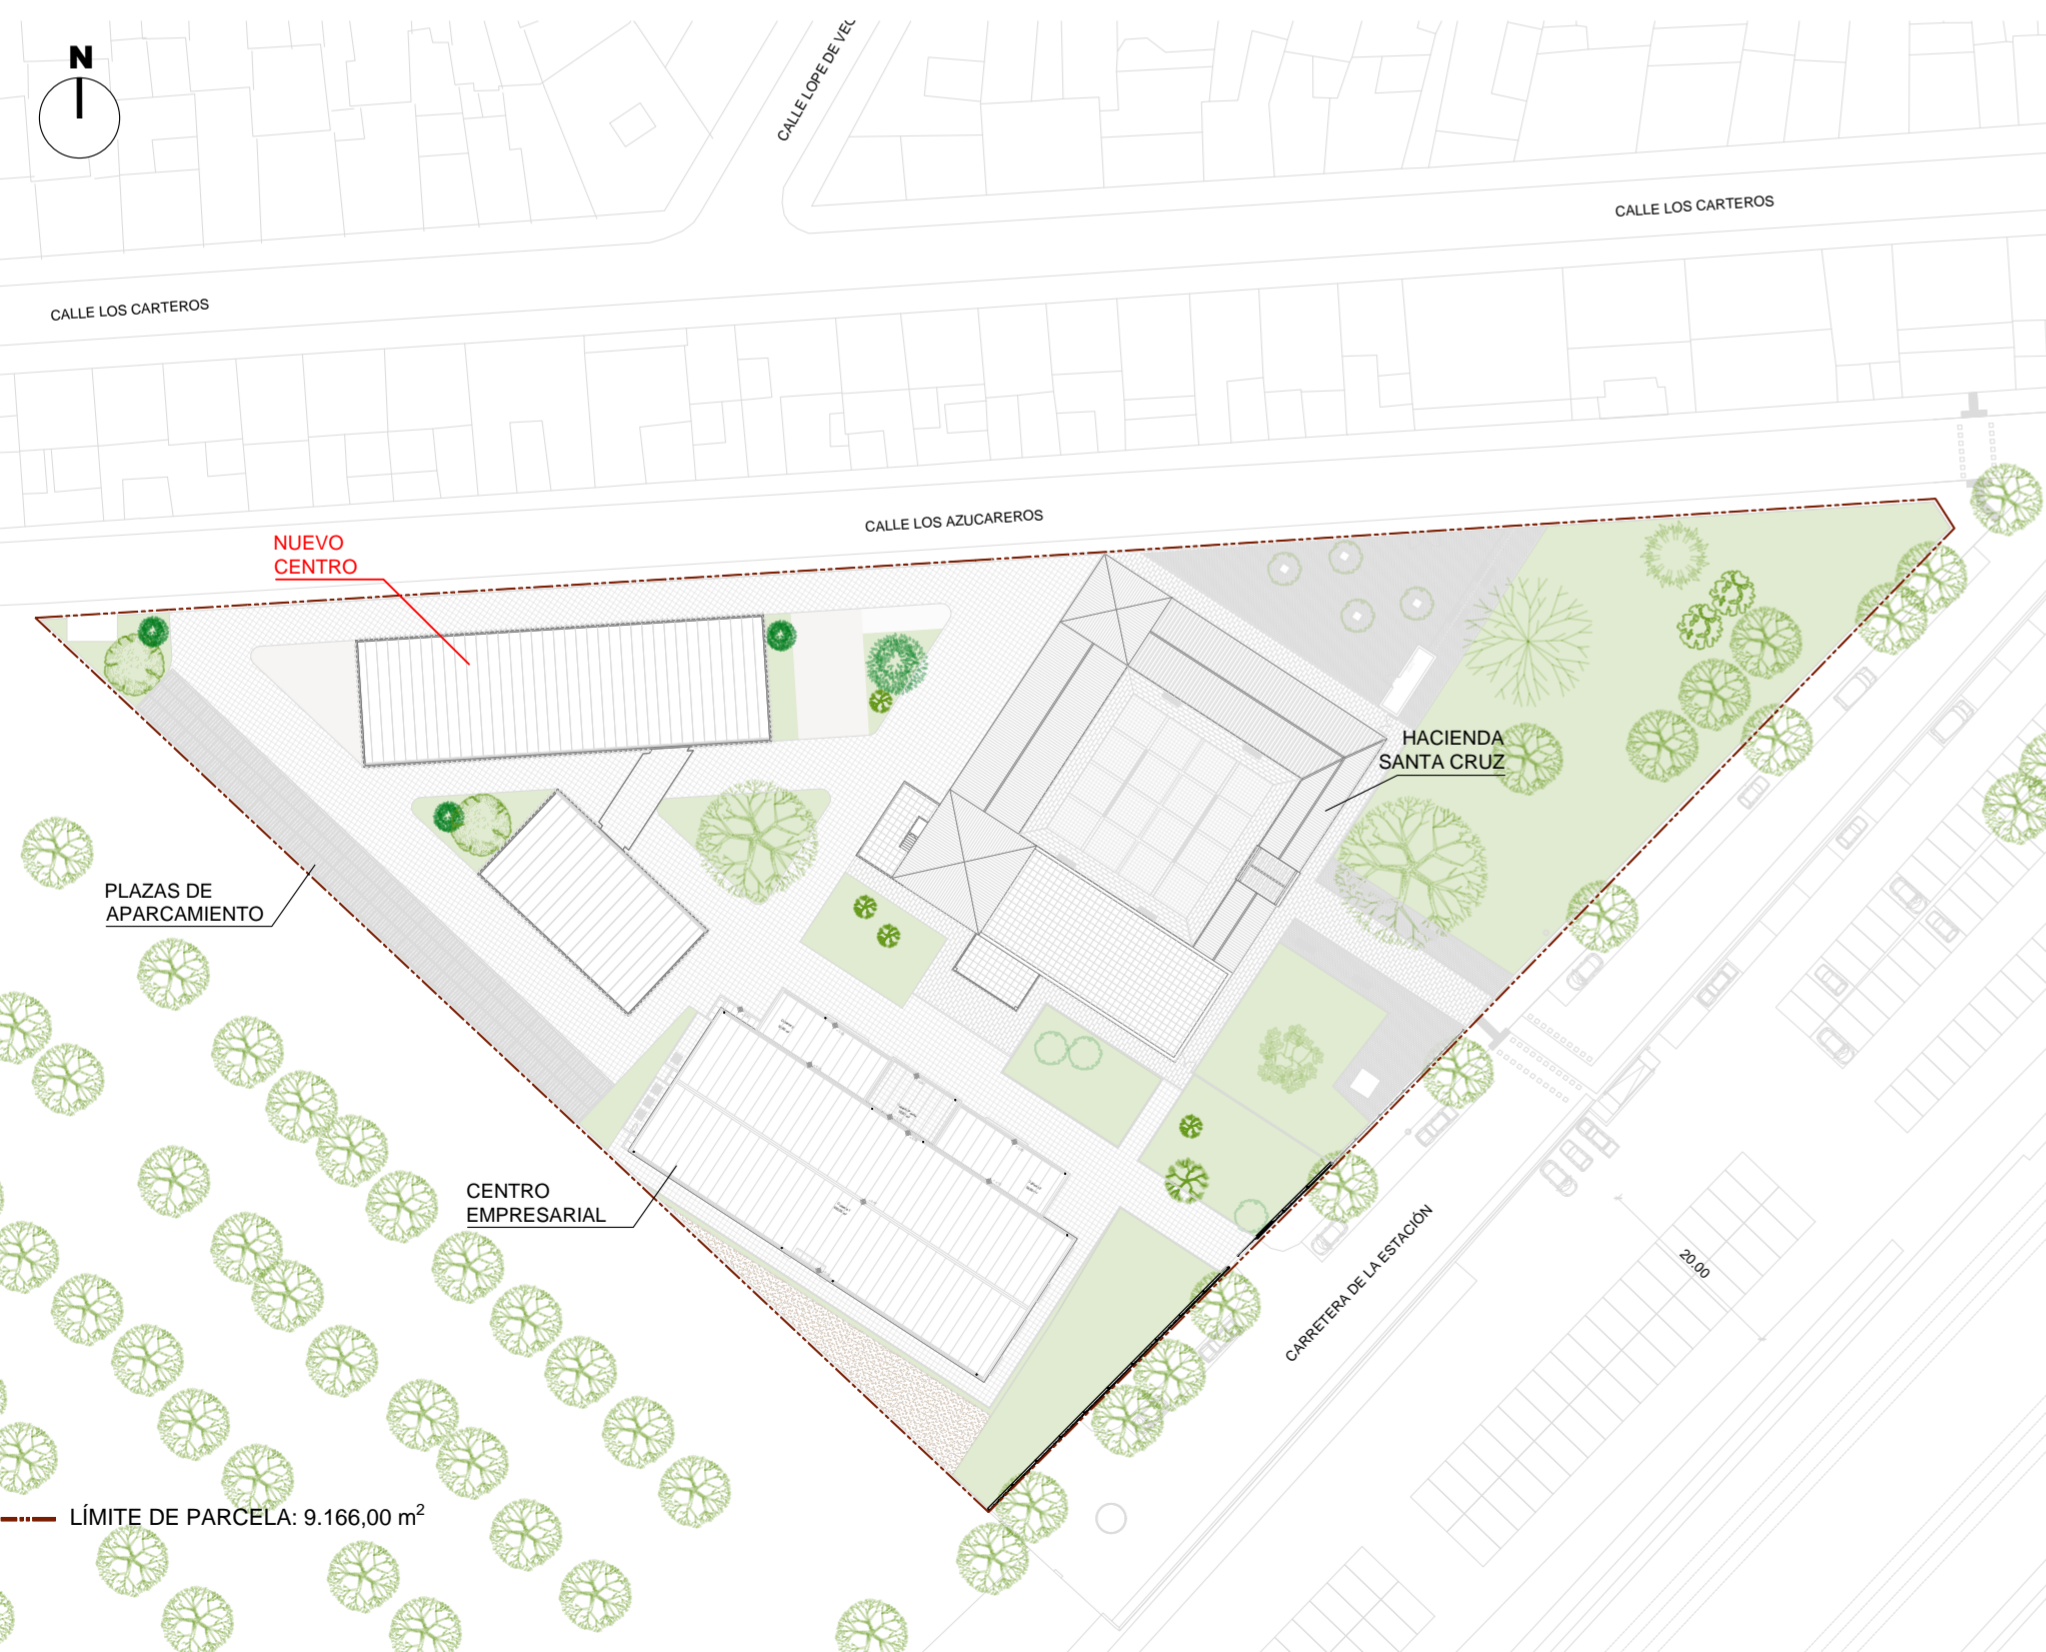 N
CALLE LOPE DE VEG
CALLE LOS CARTEROS
CALLE LOS CARTEROS
CALLE LOS AZUCAREROS
NUEVO
CENTRO
HACIENDA
SANTA CRUZ
PLAZAS DE
APARCAMIENTO
CENTRO
EMPRESARIAL
CARRETERA DE LA ESTACIÓN
20.00
LÍMITE DE PARCELA: 9.166,00 m²